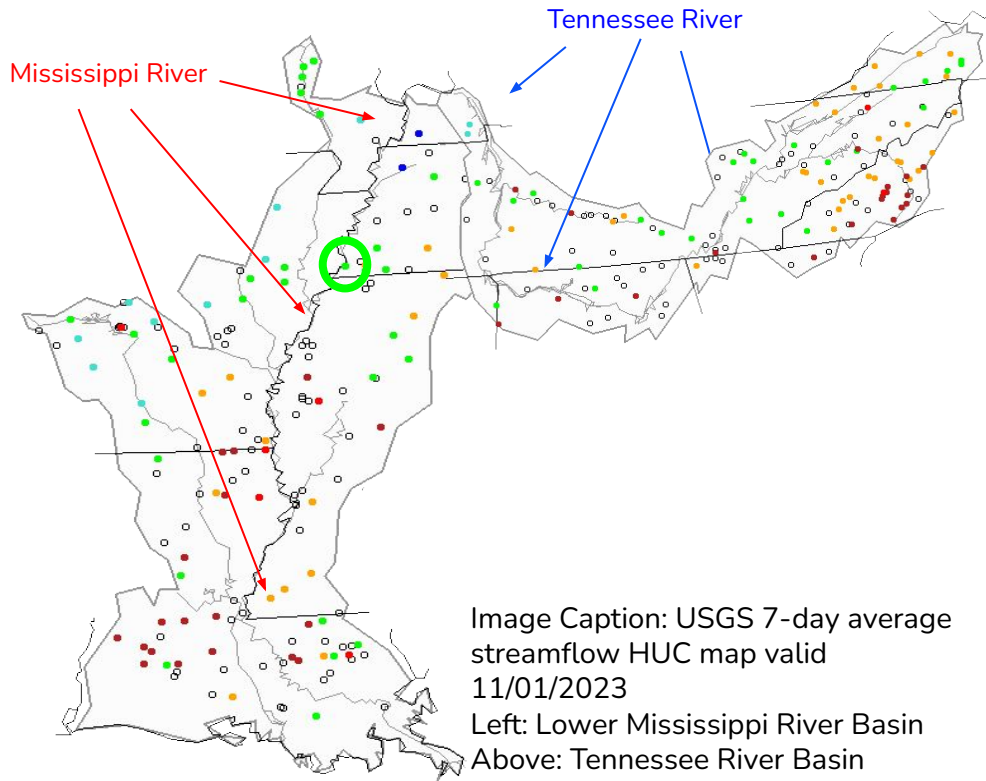 Tennessee River
Mississippi River
Image Caption: USGS 7-day average
streamflow HUC map valid
11/01/2023
Left: Lower Mississippi River Basin
Above: Tennessee River Basin